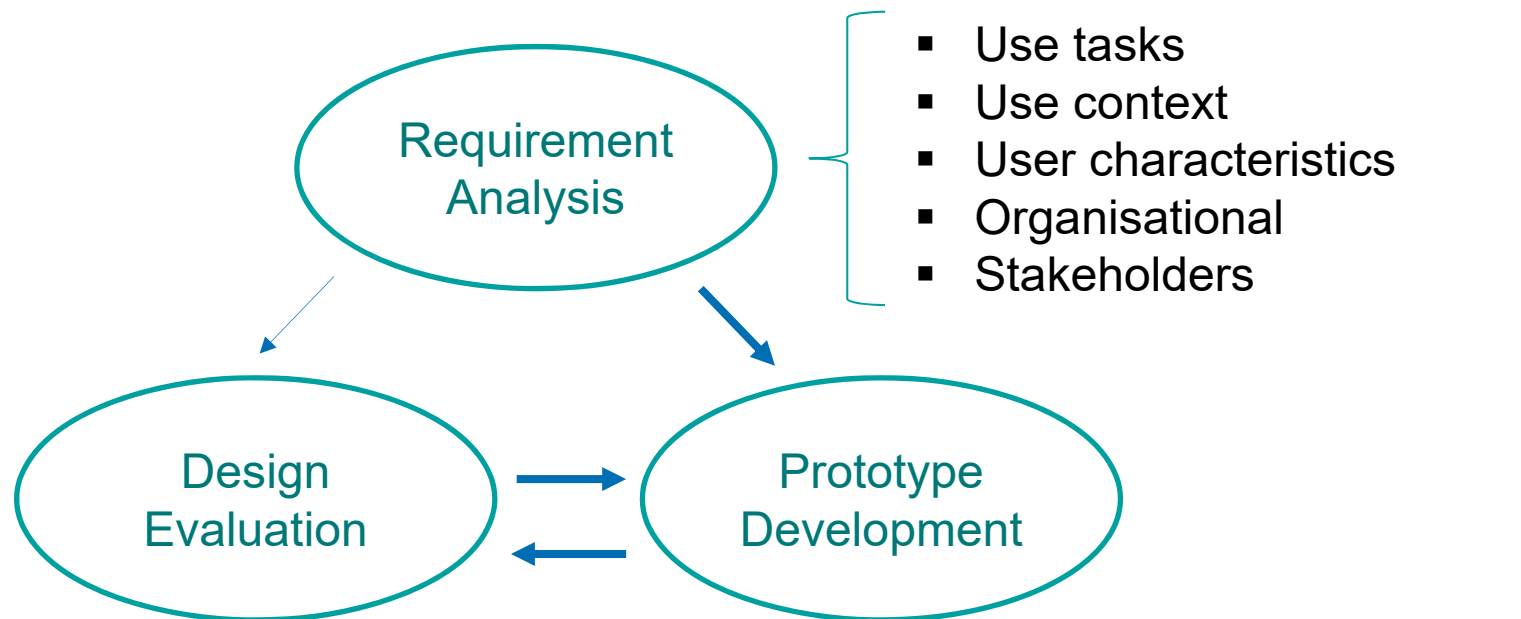 Requirement
Analysis
▪ Use tasks
▪ Use context
▪ User characteristics
▪ Organisational
▪ Stakeholders
Design
Evaluation
Prototype
Development